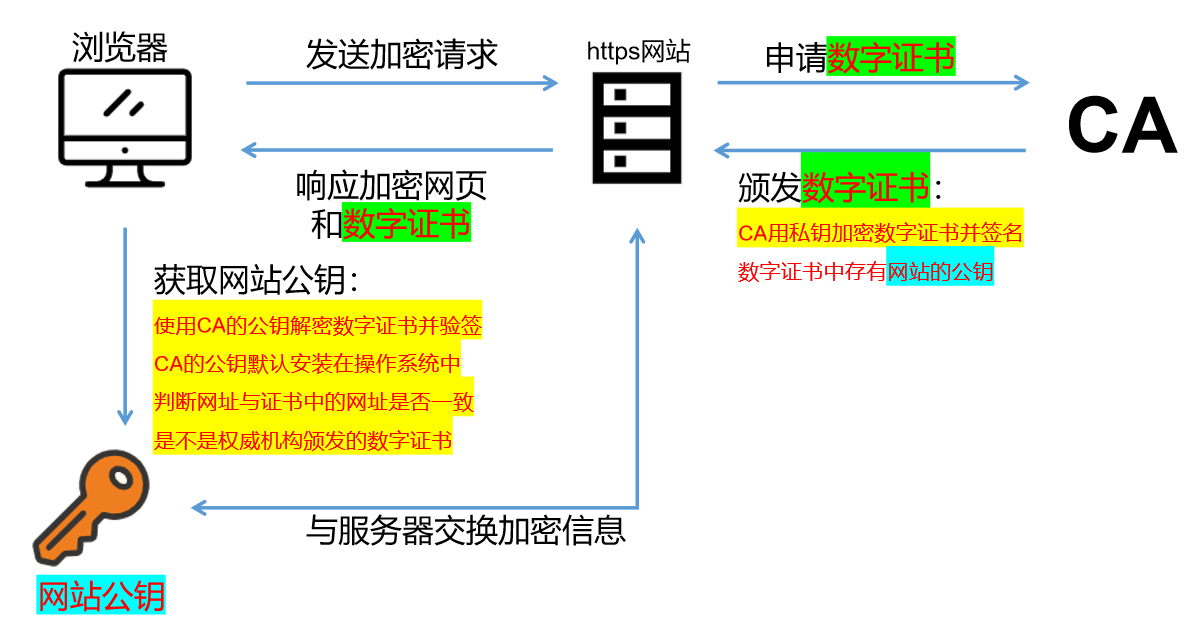 浏览器
发送加密请求
https网站
申请数字证书
CA
响应加密网页
和数字证书
颁发数字证书：
CA用私钥加密数字证书并签名
数字证书中存有网站的公钥
获取网站公钥：
使用CA的公钥解密数字证书并验签
CA的公钥默认安装在操作系统中
判断网址与证书中的网址是否一致
是不是权威机构颁发的数字证书
与服务器交换加密信息
网站公钥